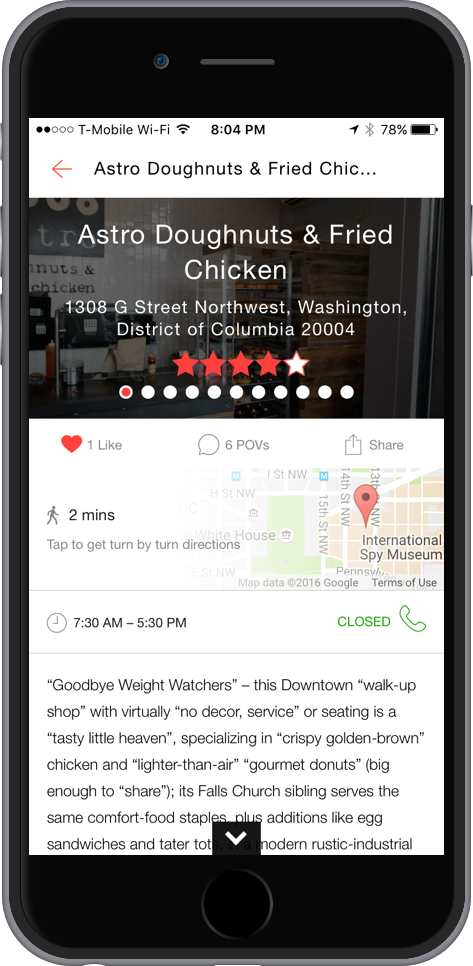 T-Mobile Wi-Fi 8:04 PM 78%
Astro Doughnuts & Fried Chic...
Astro Doughnuts & Fried
Chicken
1308 G Street Northwest, Washington,
District of Columbia 20004
nuts &
chicken
1 Like 6 POVs Share
I St NW
H St NW
14th St NW
13th St NW
15th St NW
2 mins
White House
International
Spy Museum
Tap to get turn by turn directions
E St NW
Map data ©2016 Google Terms of Use
7:30 AM – 5:30 PM CLOSED
“Goodbye Weight Watchers” – this Downtown “walk-up
shop” with virtually “no decor, service” or seating is a
“tasty little heaven”, specializing in “crispy golden-brown”
chicken and “lighter-than-air” “gourmet donuts” (big
enough to “share”); its Falls Church sibling serves the
same comfort-food staples, plus additions like egg
sandwiches and tater tots, in a modern rustic-industrial